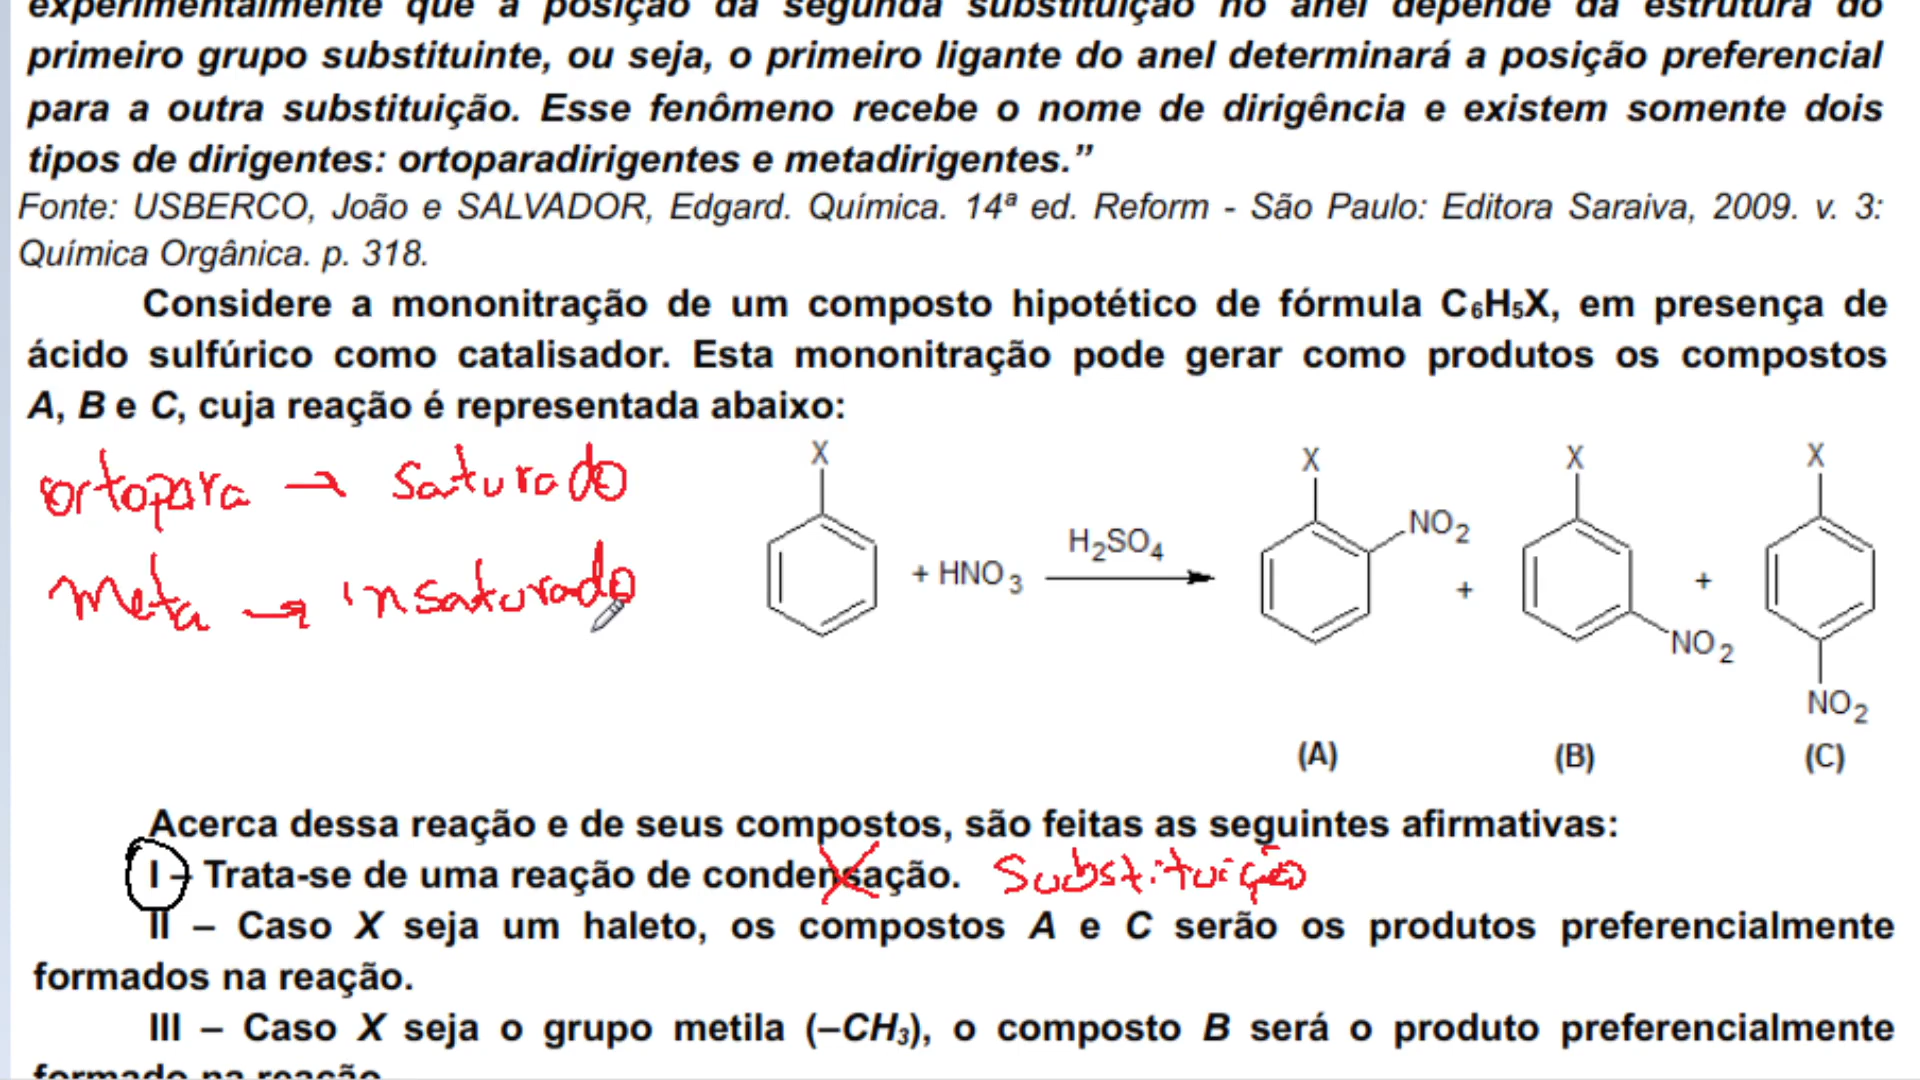 experimentalmente que a posição da segunda substituição no anel depende da estrutura do
primeiro grupo substituinte, ou seja, o primeiro ligante do anel determinará a posição preferencial
para a outra substituição. Esse fenômeno recebe o nome de dirigência e existem somente dois
tipos de dirigentes: ortoparadirigentes e metadirigentes.”
Fonte: USBERCO, João e SALVADOR, Edgard. Química. 14ª ed. Reform - São Paulo: Editora Saraiva, 2009. v. 3:
Química Orgânica. p. 318.
Considere a mononitração de um composto hipotético de fórmula C₆H₅X, em presença de
ácido sulfúrico como catalisador. Esta mononitração pode gerar como produtos os compostos
A, B e C, cuja reação é representada abaixo:
ortopara → saturado
meta → insaturado
X
+ HNO₃
H₂SO₄
X
NO₂
+
X
NO₂
+
X
NO₂
(A)
(B)
(C)
Acerca dessa reação e de seus compostos, são feitas as seguintes afirmativas:
I – Trata-se de uma reação de condensação. Substituição
II – Caso X seja um haleto, os compostos A e C serão os produtos preferencialmente
formados na reação.
III – Caso X seja o grupo metila (–CH₃), o composto B será o produto preferencialmente
formado na reação.